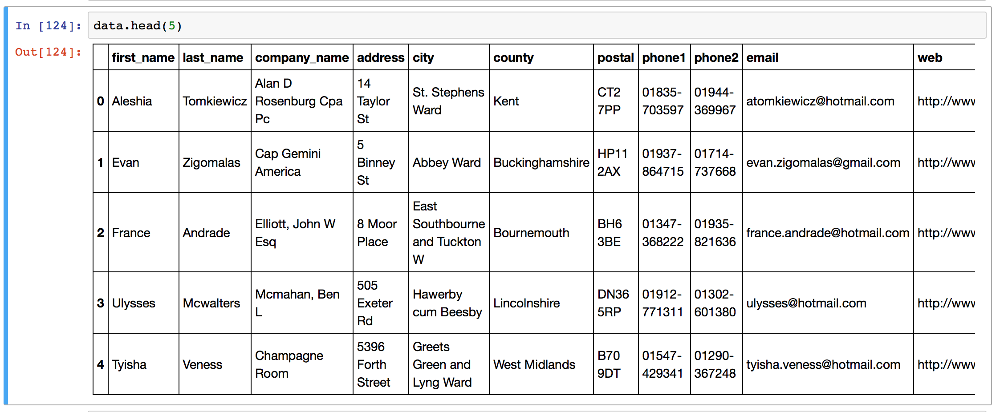 In [124]: data.head(5)
Out[124]:
first_name last_name company_name address city county postal phone1 phone2 email web
0 Aleshia Tomkiewicz Alan D Rosenburg Cpa Pc 14 Taylor St St. Stephens Ward Kent CT2 7PP 01835-703597 01944-369967 atomkiewicz@hotmail.com http://www
1 Evan Zigomalas Cap Gemini America 5 Binney St Abbey Ward Buckinghamshire HP11 2AX 01937-864715 01714-737668 evan.zigomalas@gmail.com http://www
2 France Andrade Elliott, John W Esq 8 Moor Place East Southbourne and Tuckton W Bournemouth BH6 3BE 01347-368222 01935-821636 france.andrade@hotmail.com http://www
3 Ulysses Mcwalters Mcmahan, Ben L 505 Exeter Rd Hawerby cum Beesby Lincolnshire DN36 5RP 01912-771311 01302-601380 ulysses@hotmail.com http://www
4 Tyisha Veness Champagne Room 5396 Forth Street Greets Green and Lyng Ward West Midlands B70 9DT 01547-429341 01290-367248 tyisha.veness@hotmail.com http://www